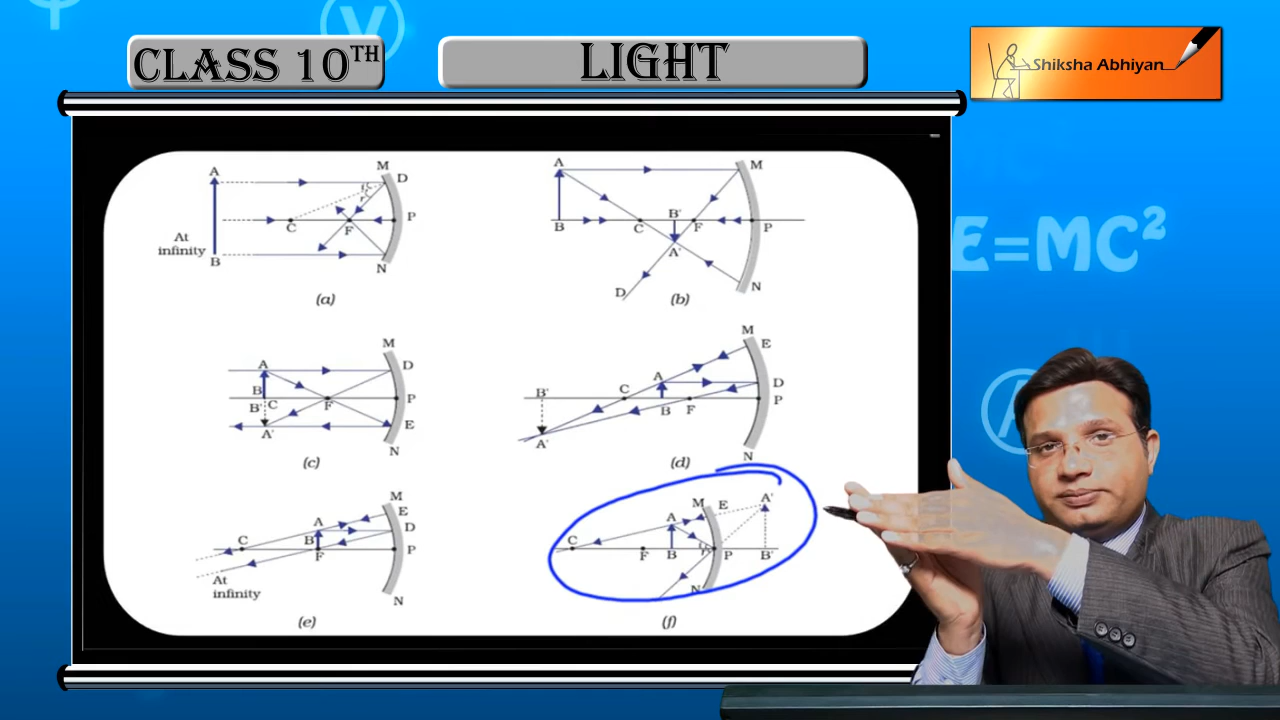 CLASS 10TH
LIGHT
Shiksha Abhiyan
E=MC2
V
A
A
M
D
C
F
P
At
infinity
B
N
(a)
A
M
B
C
B'
F
P
A'
D
N
(b)
M
A
D
B
B'
C
F
P
A'
E
N
(c)
M
E
A
D
B'
C
B
F
P
A'
N
(d)
M
E
A
D
C
B
F
P
At
infinity
N
(e)
M
E
A'
A
C
F
B
P
B'
N
(f)